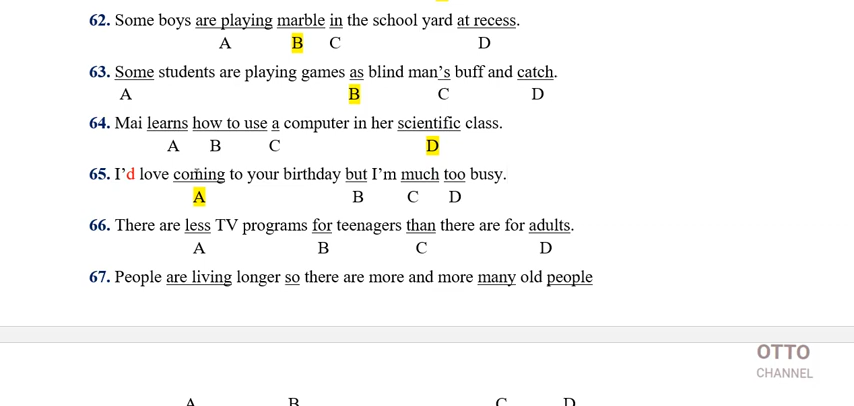 62. Some boys are playing marble in the school yard at recess.
A B C D
63. Some students are playing games as blind man's buff and catch.
A B C D
64. Mai learns how to use a computer in her scientific class.
A B C D
65. I'd love coming to your birthday but I'm much too busy.
A B C D
66. There are less TV programs for teenagers than there are for adults.
A B C D
67. People are living longer so there are more and more many old people
OTTO
CHANNEL
A B C D